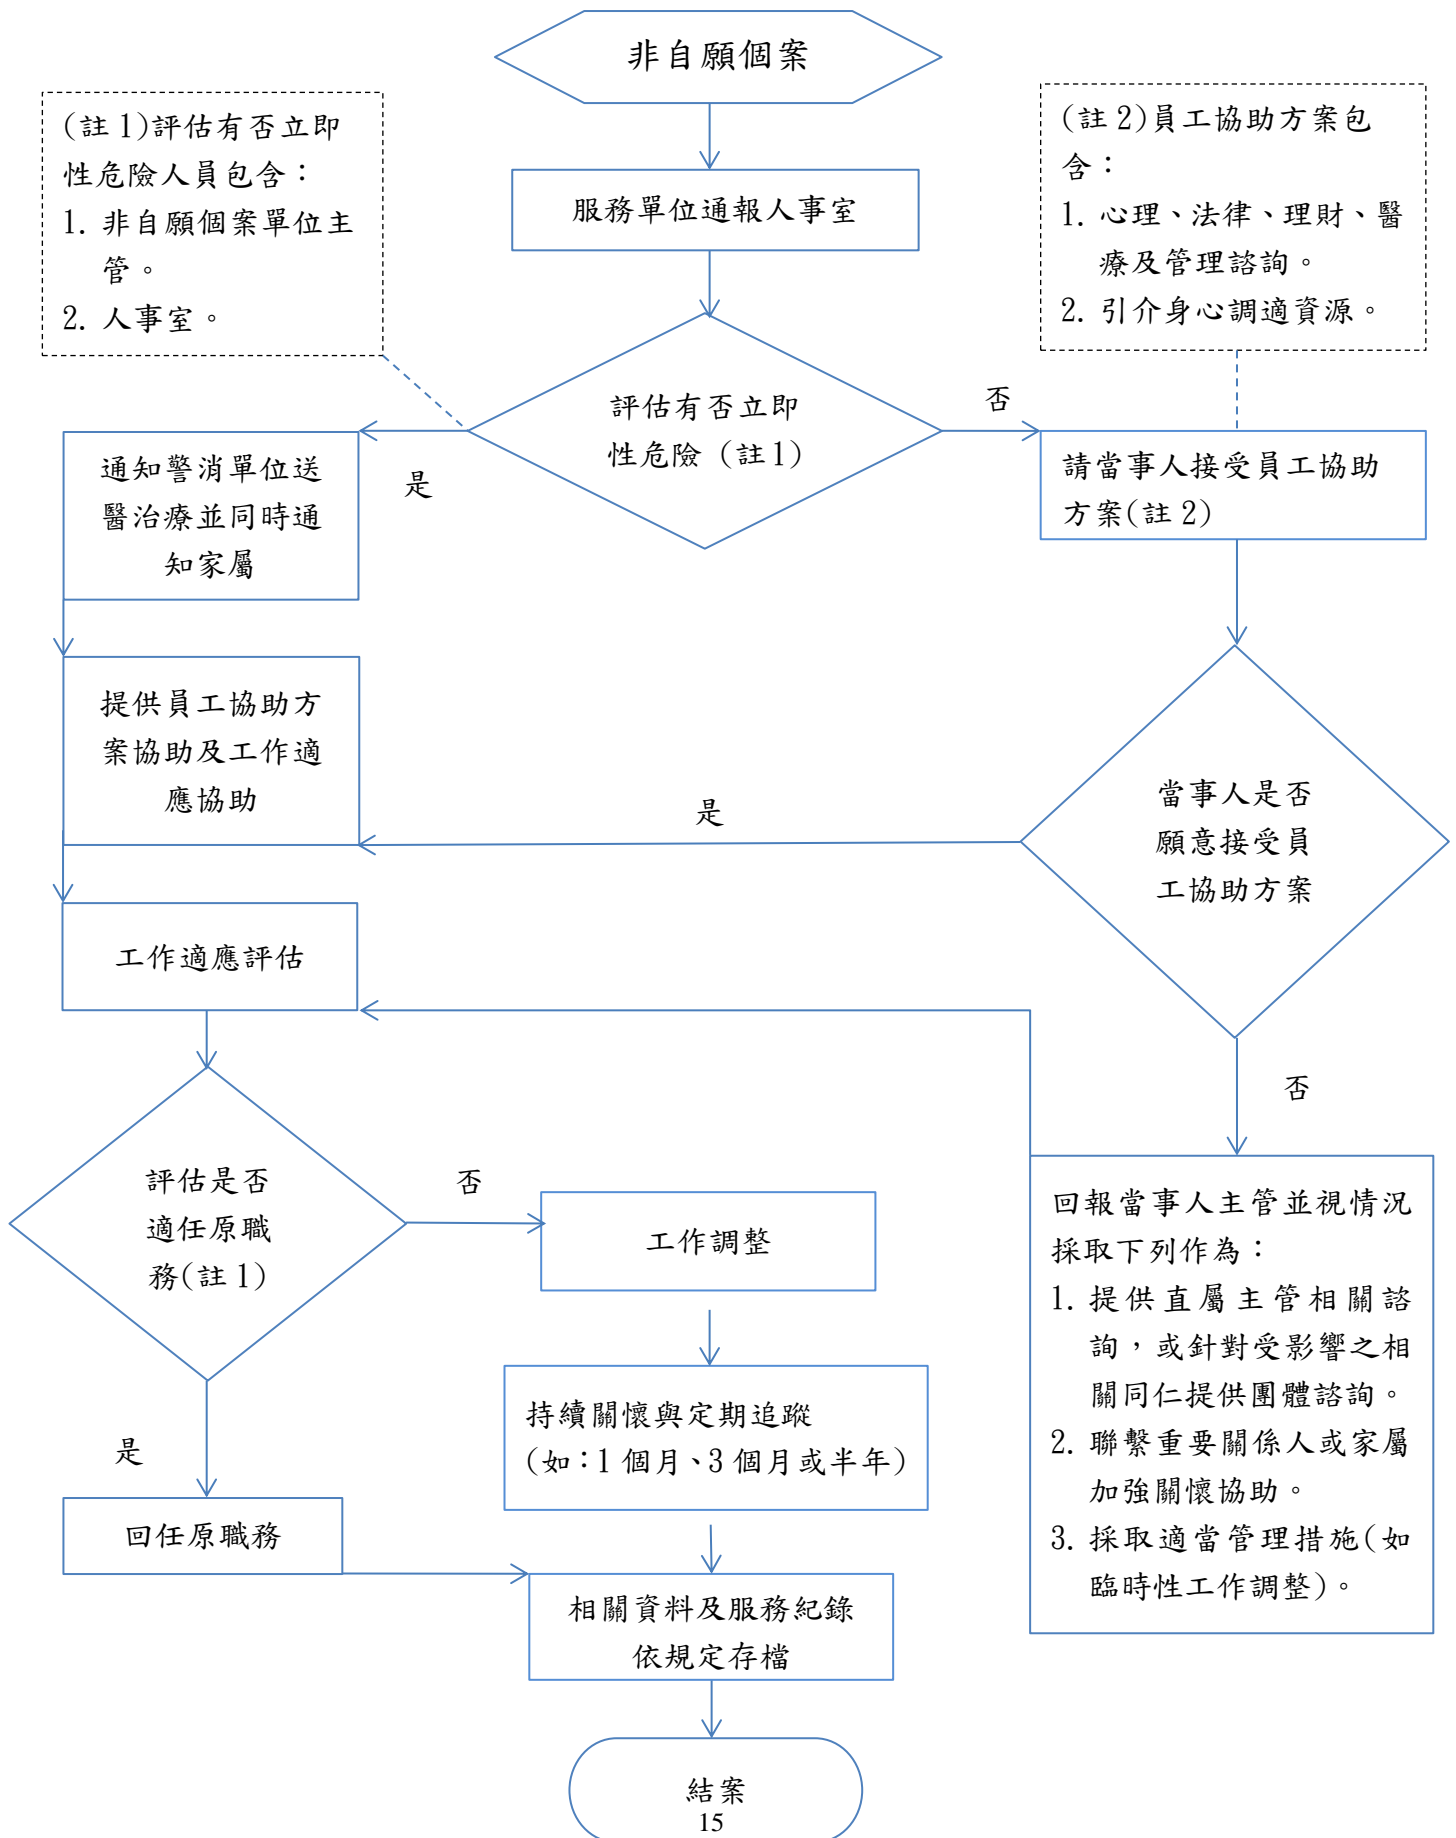 非自願個案
(註1)評估有否立即
性危險人員包含：
1. 非自願個案單位主
管。
2. 人事室。
(註2)員工協助方案包
含：
1. 心理、法律、理財、醫
療及管理諮詢。
2. 引介身心調適資源。
服務單位通報人事室
評估有否立即
性危險 (註1)
是
否
通知警消單位送
醫治療並同時通
知家屬
請當事人接受員工協助
方案(註2)
提供員工協助方
案協助及工作適
應協助
是
當事人是否
願意接受員
工協助方案
工作適應評估
否
評估是否
適任原職
務(註1)
否
工作調整
回報當事人主管並視情況
採取下列作為：
1. 提供直屬主管相關諮
詢，或針對受影響之相
關同仁提供團體諮詢。
2. 聯繫重要關係人或家屬
加強關懷協助。
3. 採取適當管理措施(如
臨時性工作調整)。
持續關懷與定期追蹤
(如：1個月、3個月或半年)
是
回任原職務
相關資料及服務紀錄
依規定存檔
結案
15